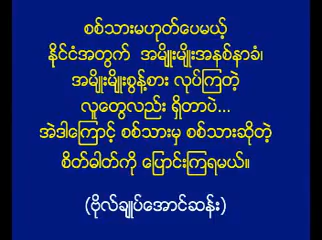 စစ်သားမဟုတ်ပေမယ့်
နိုင်ငံအတွက် အမျိုးမျိုးအနစ်နာခံ၊
အမျိုးမျိုးစွန့်စား လုပ်ကြတဲ့
လူတွေလည်း ရှိတာပဲ...
အဲဒါကြောင့် စစ်သားမှ စစ်သားဆိုတဲ့
စိတ်ဓါတ်ကို ပြောင်းကြရမယ်။
(ဗိုလ်ချုပ်အောင်ဆန်း)